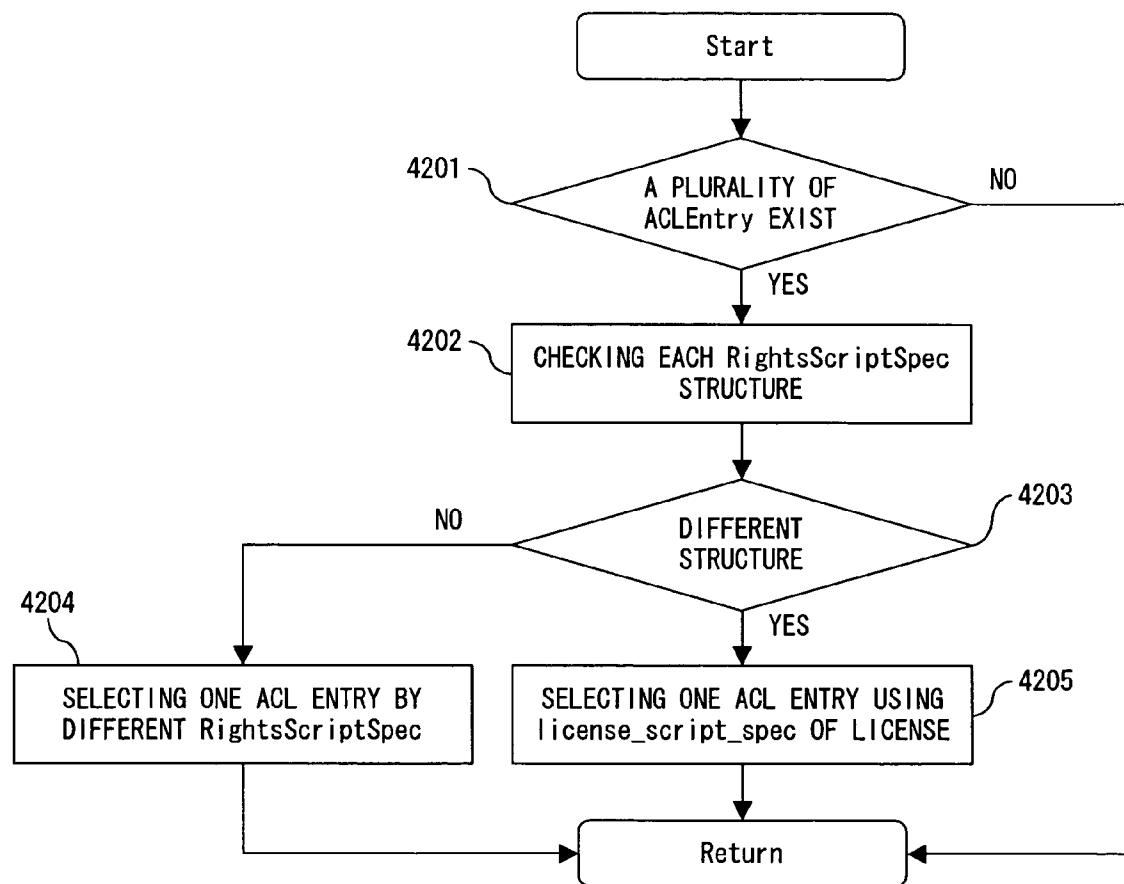 Start
4201
A PLURALITY OF
ACLEntry EXIST
NO
YES
4202
CHECKING EACH RightsScriptSpec
STRUCTURE
4203
NO
DIFFERENT
STRUCTURE
YES
4204
SELECTING ONE ACL ENTRY BY
DIFFERENT RightsScriptSpec
4205
SELECTING ONE ACL ENTRY USING
license_script_spec OF LICENSE
Return